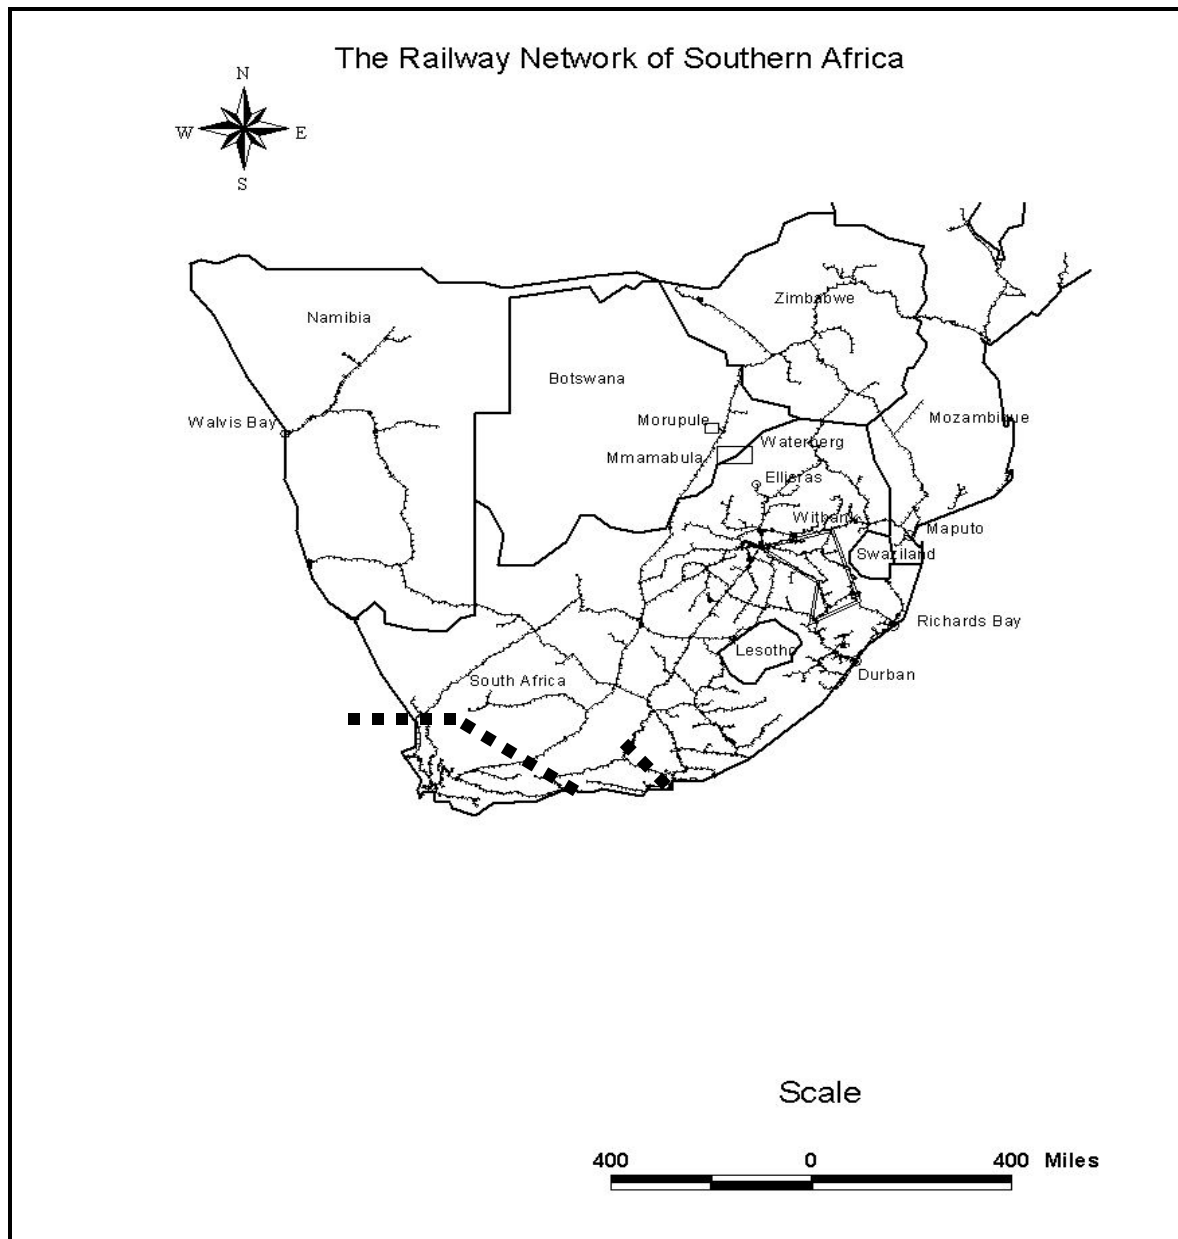 The Railway Network of Southern Africa
N
W
E
S
Zimbabwe
Namibia
Botswana
Walvis Bay
Morupule
Mozambique
Waterberg
Mmamabula
Ellisras
Witbank
Maputo
Swaziland
Richards Bay
Lesotho
South Africa
Durban
Scale
400 0 400 Miles